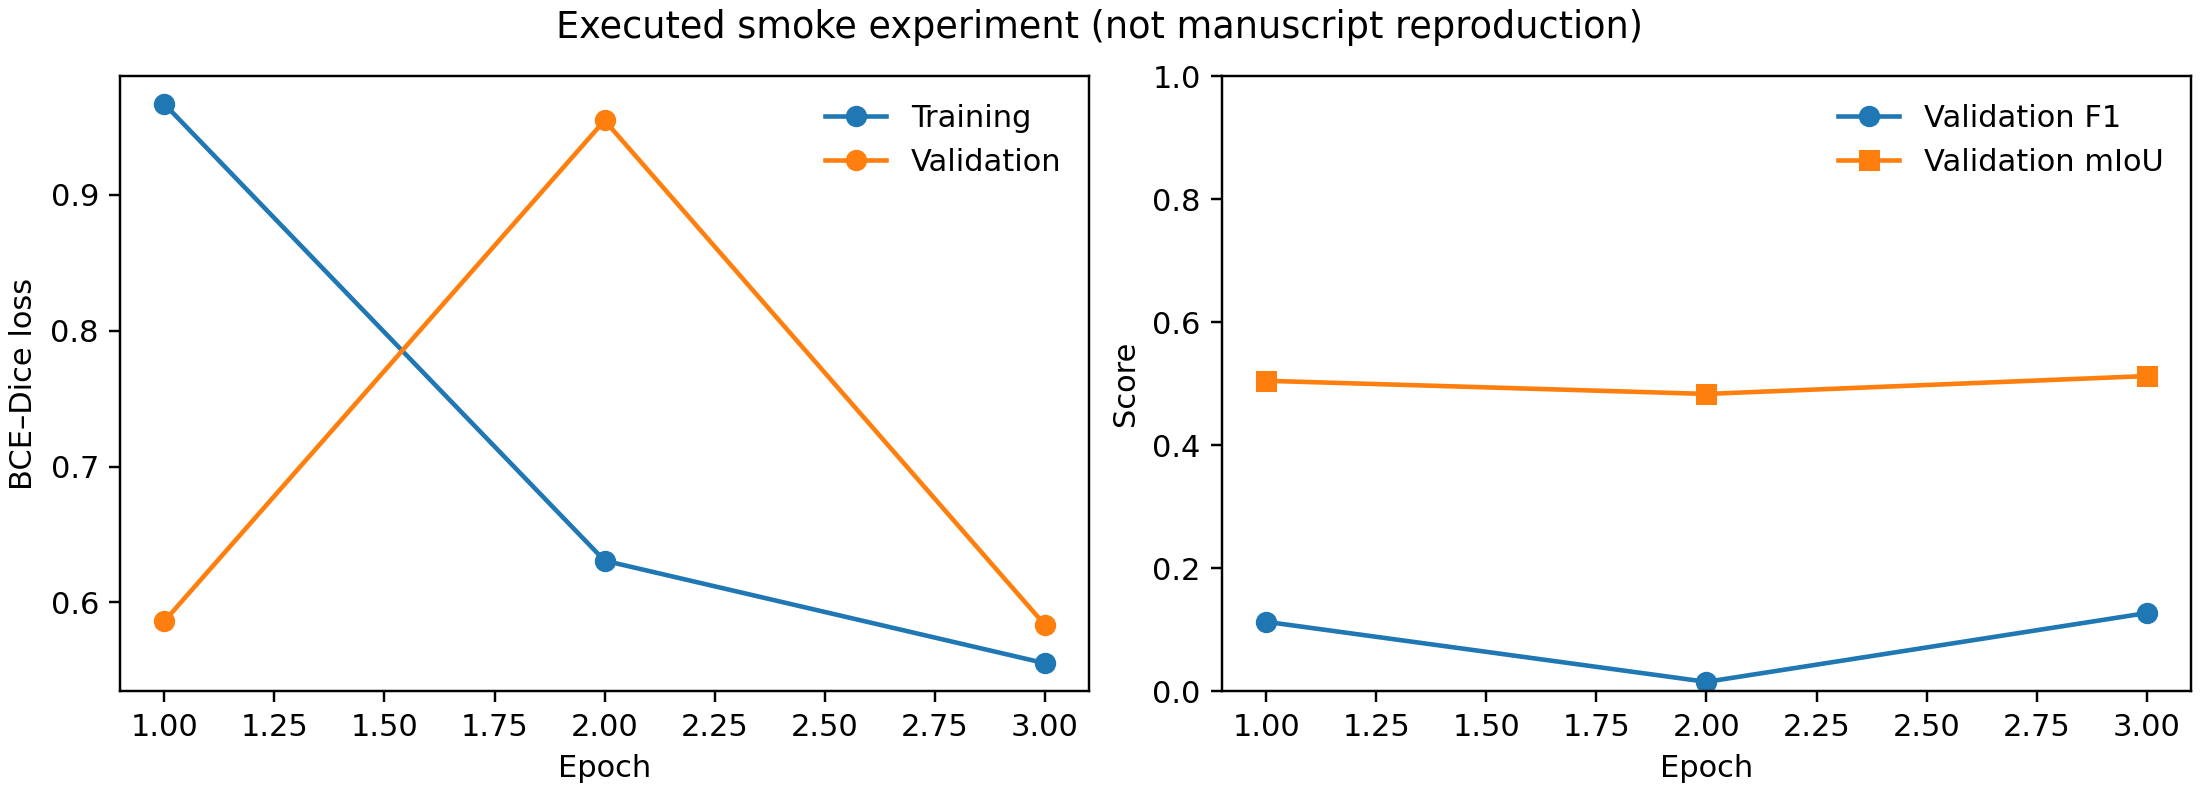 Executed smoke experiment (not manuscript reproduction)
BCE–Dice loss
0.9
0.8
0.7
0.6
Training
Validation
1.00 1.25 1.50 1.75 2.00 2.25 2.50 2.75 3.00
Epoch
Score
1.0
0.8
0.6
0.4
0.2
0.0
Validation F1
Validation mIoU
1.00 1.25 1.50 1.75 2.00 2.25 2.50 2.75 3.00
Epoch